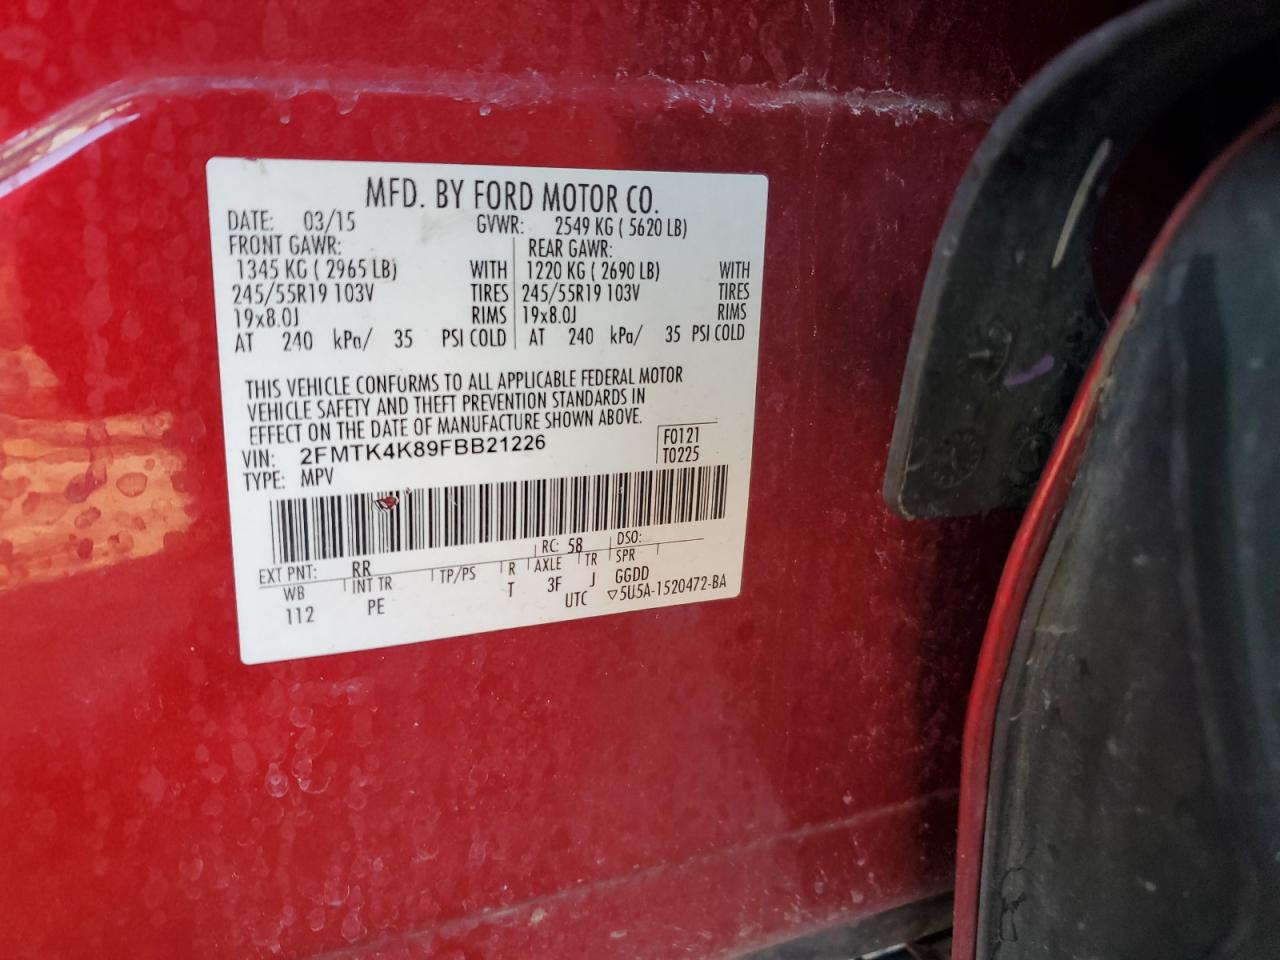 MFD. BY FORD MOTOR CO.
DATE: 03/15 GVWR: 2549 KG ( 5620 LB)
FRONT GAWR: REAR GAWR:
1345 KG ( 2965 LB) WITH 1220 KG ( 2690 LB) WITH
245/55R19 103V TIRES 245/55R19 103V TIRES
19x8.0J RIMS 19x8.0J RIMS
AT 240 kPa/ 35 PSI COLD AT 240 kPa/ 35 PSI COLD
THIS VEHICLE CONFORMS TO ALL APPLICABLE FEDERAL MOTOR
VEHICLE SAFETY AND THEFT PREVENTION STANDARDS IN
EFFECT ON THE DATE OF MANUFACTURE SHOWN ABOVE.
VIN: 2FMTK4K89FBB21226 F0121
TYPE: MPV T0225
EXT PNT: RR RC: 58 DSO:
WB INT TR TP/PS R AXLE TR SPR
112 PE T 3F J GGDD
UTC ▽5U5A-1520472-BA